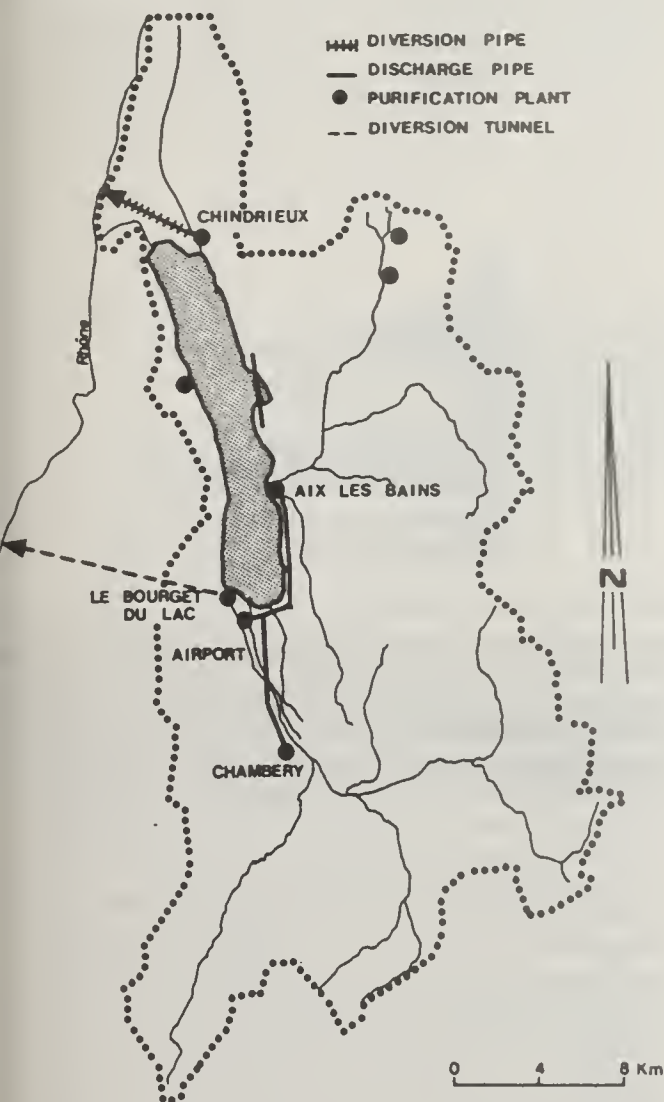 DIVERSION PIPE
DISCHARGE PIPE
PURIFICATION PLANT
DIVERSION TUNNEL
CHINDRIEUX
Rhône
AIX LES BAINS
LE BOURGET
DU LAC
AIRPORT
CHAMBERY
N
0 4 8 Km